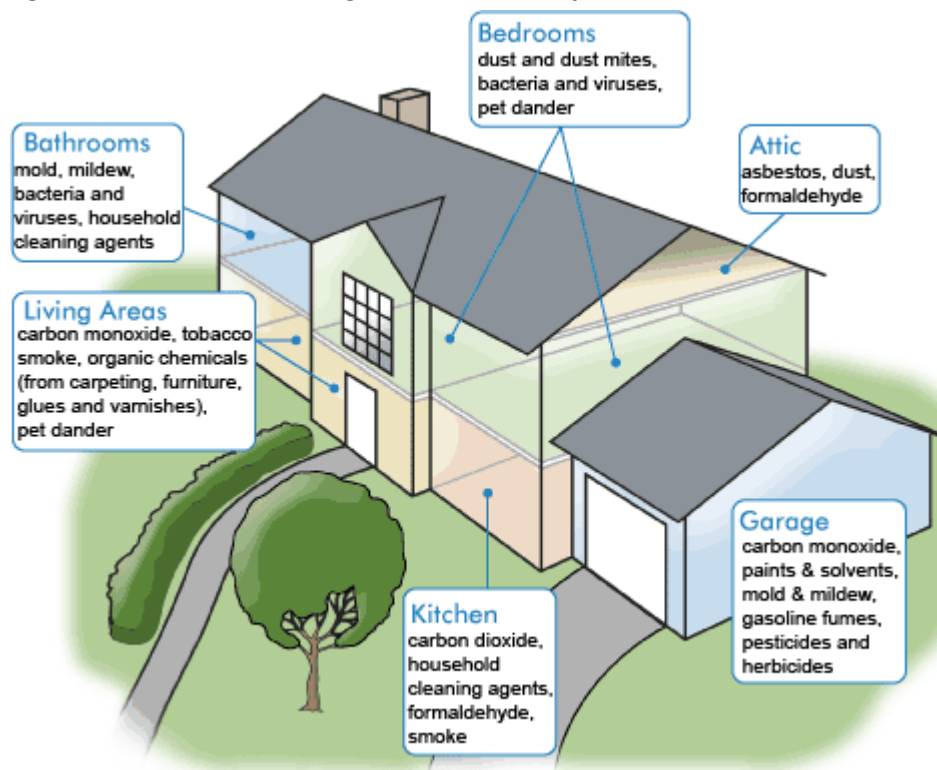 Bedrooms
dust and dust mites,
bacteria and viruses,
pet dander
Bathrooms
mold, mildew,
bacteria and
viruses, household
cleaning agents
Attic
asbestos, dust,
formaldehyde
Living Areas
carbon monoxide, tobacco
smoke, organic chemicals
(from carpeting, furniture,
glues and varnishes),
pet dander
Garage
carbon monoxide,
paints & solvents,
mold & mildew,
gasoline fumes,
pesticides and
herbicides
Kitchen
carbon dioxide,
household
cleaning agents,
formaldehyde,
smoke